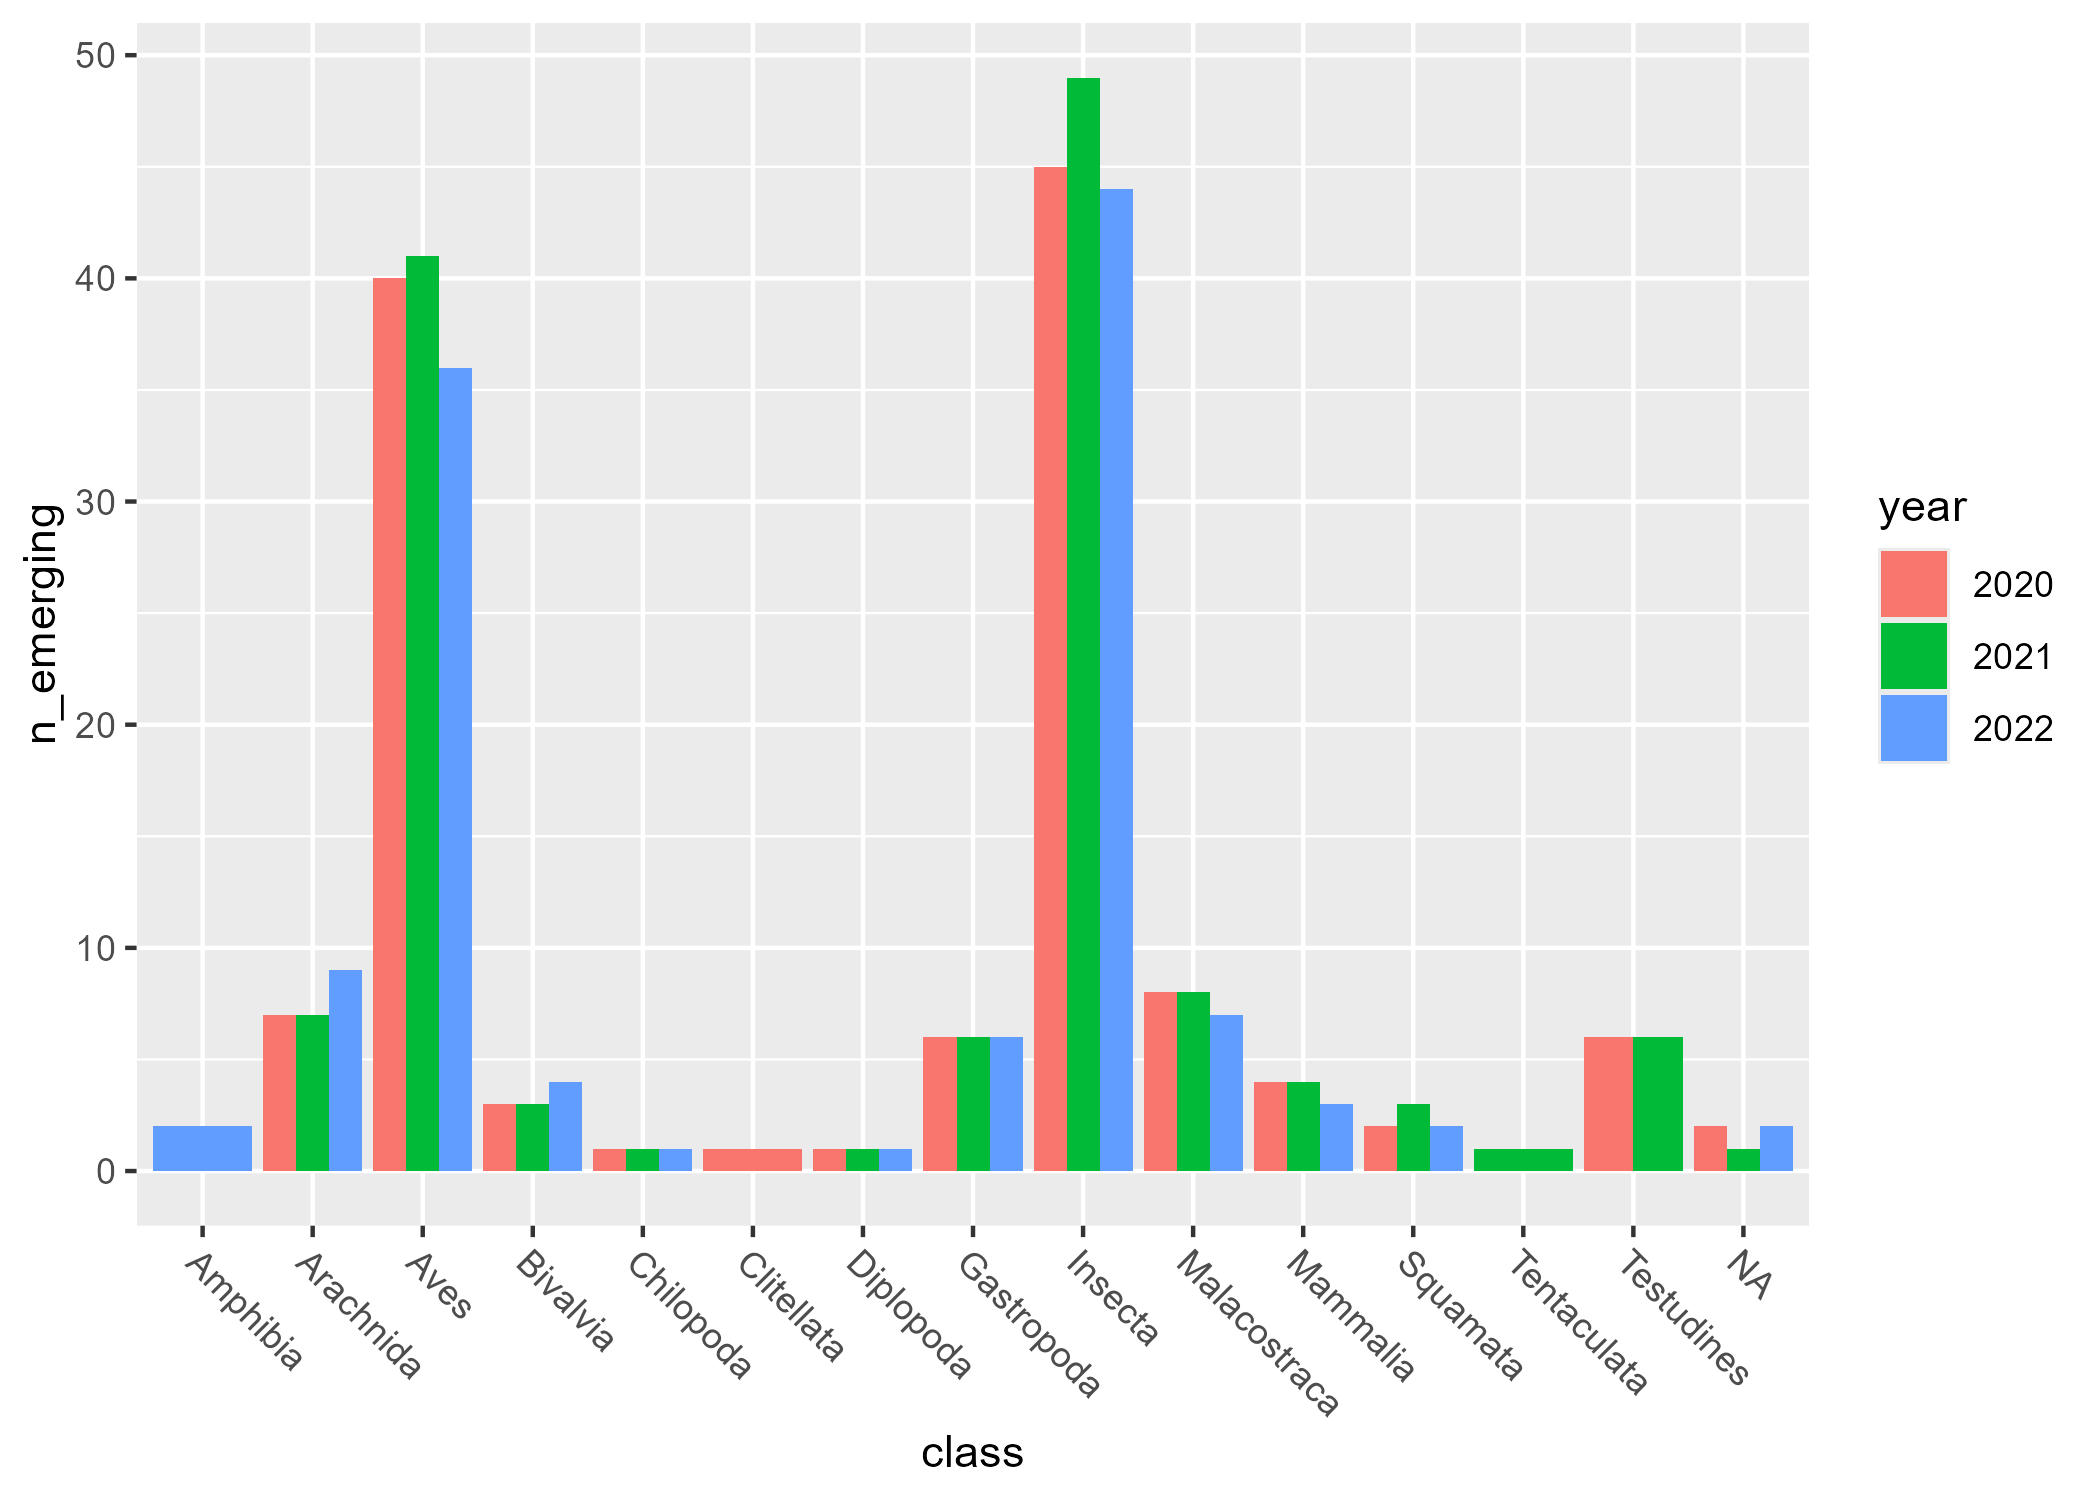 50
40
30
20
10
0
n_emerging
Amphibia
Arachnida
Aves
Bivalvia
Chilopoda
Clitellata
Diplopoda
Gastropoda
Insecta
Malacostraca
Mammalia
Squamata
Tentaculata
Testudines
NA
class
year
2020
2021
2022